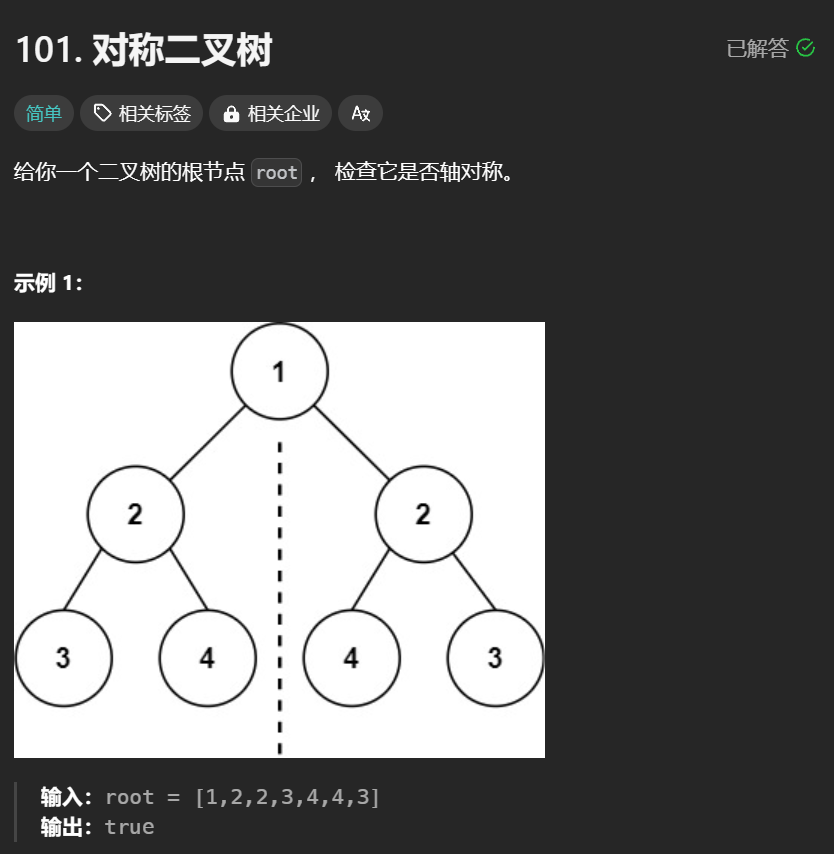 101. 对称二叉树 已解答
简单 相关标签 相关企业 A文
给你一个二叉树的根节点 root ， 检查它是否轴对称。
示例 1：
1
2 2
3 4 4 3
输入：root = [1,2,2,3,4,4,3]
输出：true